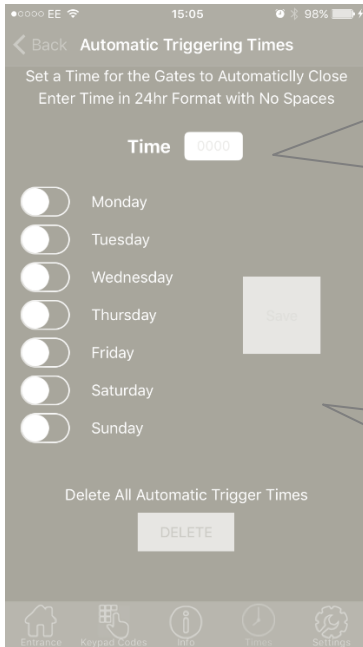 ●○○○○ EE 15:05 98%
Back Automatic Triggering Times
Set a Time for the Gates to Automaticlly Close
Enter Time in 24hr Format with No Spaces
Time 0000
Monday
Tuesday
Wednesday
Thursday
Save
Friday
Saturday
Sunday
Delete All Automatic Trigger Times
DELETE
Entrance Keypad Codes Info Times Settings